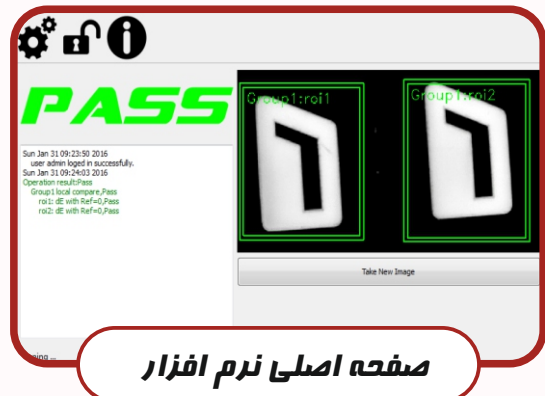 PASS
Sun Jan 31 09:23:50 2016
user admin loged in successfully.
Sun Jan 31 09:24:03 2016
Operation result:Pass
Group1 local compare,Pass
roi1: dE with Ref=0,Pass
roi2: dE with Ref=0,Pass
Group1:roi1
Group1:roi2
Take New Image
صفحه اصلی نرم افزار